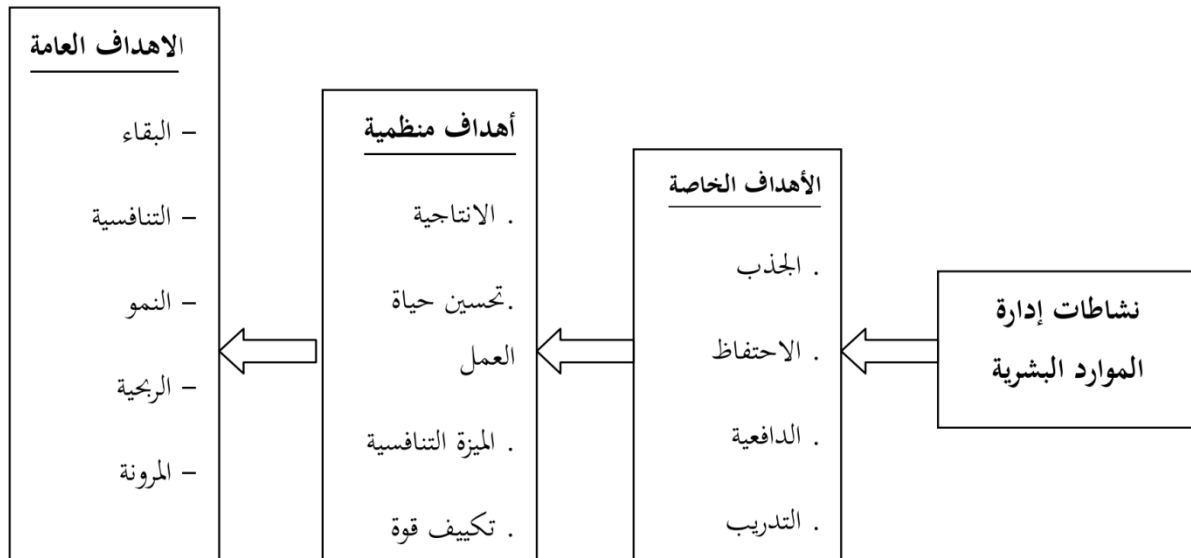 نشاطات إدارة
الموارد البشرية
الأهداف الخاصة
. الجذب
. الاحتفاظ
. الدافعية
. التدريب
أهداف منظمية
. الانتاجية
.تحسين حياة
العمل
. الميزة التنافسية
. تكييف قوة
الاهداف العامة
– البقاء
– التنافسية
– النمو
– الربحية
– المرونة